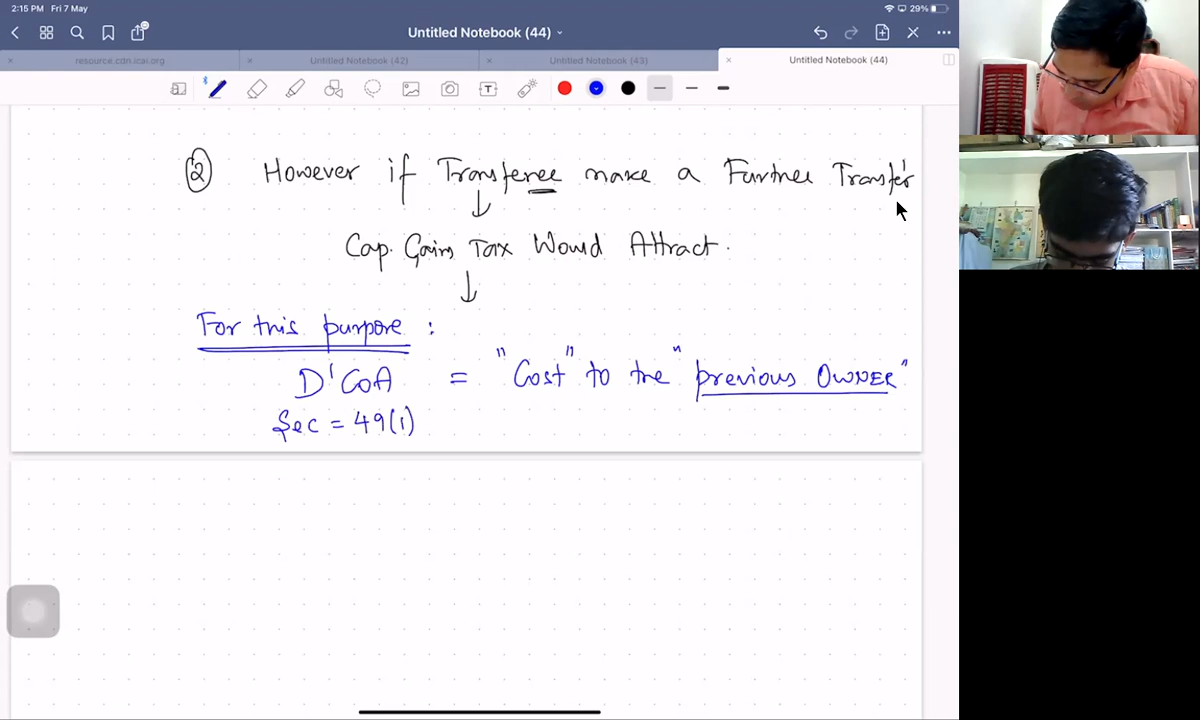 2:15 PM Fri 7 May
29%
Untitled Notebook (44)
resource.cdn.icai.org
Untitled Notebook (42)
Untitled Notebook (43)
Untitled Notebook (44)
T
② However if Transferee make a Further Transfer
Cap. Gains Tax Would Attract.
For this purpose :
D'COA = "Cost" to the "previous OWNER"
Sec = 49(1)